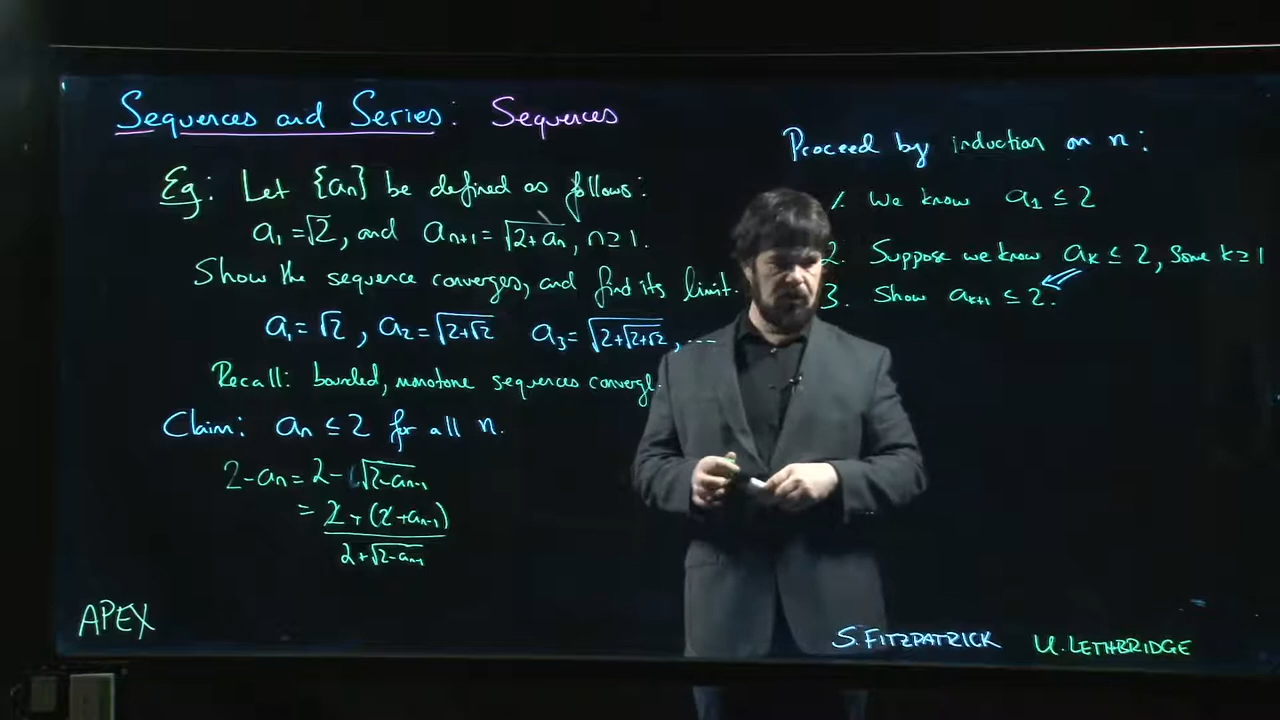 Sequences and Series: Sequences
Eg: Let {an} be defined as follows:
a₁ = √2, and aₙ₊₁ = √(2+aₙ), n≥1.
Show the sequence converges, and find its limit.
a₁ = √2, a₂ = √(2+√2) a₃ = √(2+√(2+√2)), ...
Recall: bounded, monotone sequences converge.
Claim: aₙ ≤ 2 for all n.
2-aₙ = 2-√(2-aₙ₋₁)
= 2+(2+aₙ₋₁)
2+√(2-aₙ₋₁)
APEX
Proceed by induction on n:
1. We know a₁ ≤ 2
2. Suppose we know aₖ ≤ 2, some k≥1
3. Show aₖ₊₁ ≤ 2.
S. FITZPATRICK U. LETHBRIDGE